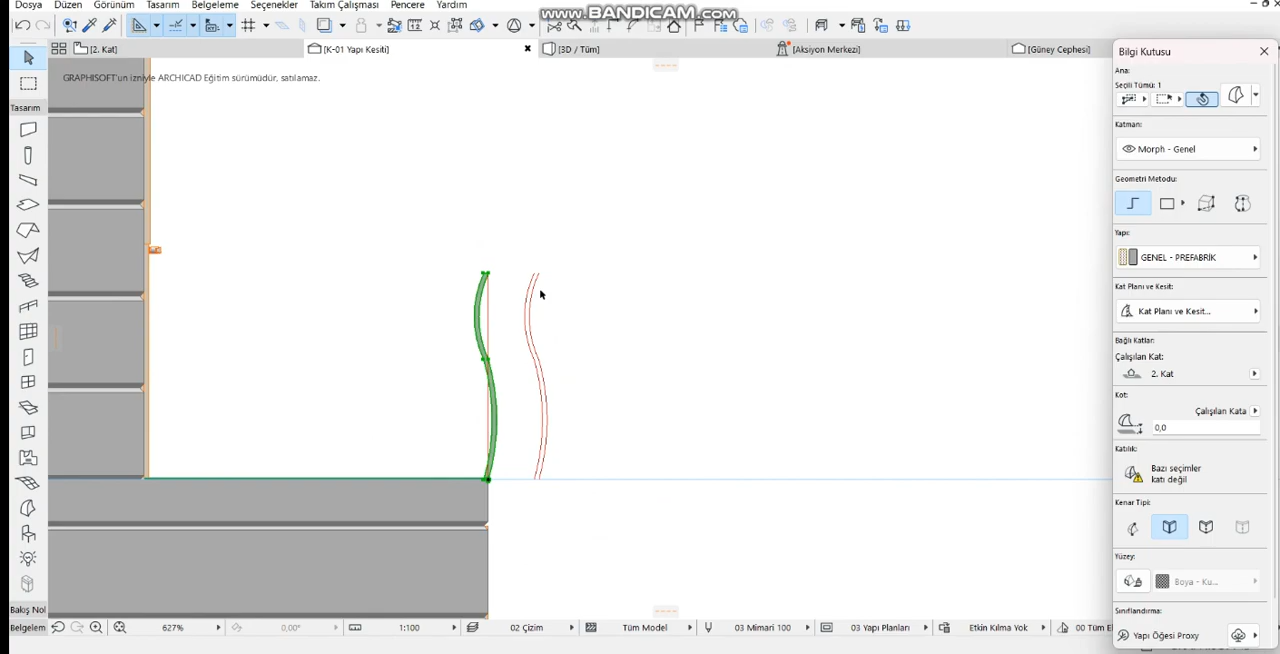 Dosya Düzen Görünüm Tasarım Belgeleme Seçenekler Takım Çalışması Pencere Yardım
www.BANDICAM.com
[2. Kat] [K-01 Yapı Kesiti] [3D / Tüm] [Aksiyon Merkezi] [Güney Cephesi]
GRAPHISOFT'un izniyle ARCHICAD Eğitim sürümüdür, satılamaz.
Tasarım
Bakış Nol
Belgelem
Bilgi Kutusu
Ana:
Seçili Tümü: 1
Katman:
Morph - Genel
Geometri Metodu:
Yapı:
GENEL - PREFABRİK
Kat Planı ve Kesit:
Kat Planı ve Kesit...
Bağlı Katlar:
Çalışılan Kat:
2. Kat
Kot:
Çalışılan Kata
0,0
Katılık:
Bazı seçimler
katı değil
Kenar Tipi:
Yüzey:
Boya - Ku...
Sınıflandırma:
Yapı Öğesi Proxy
627% 0,00° 1:100 02 Çizim Tüm Model 03 Mimari 100 03 Yapı Planları Etkin Kılma Yok 00 Tüm El